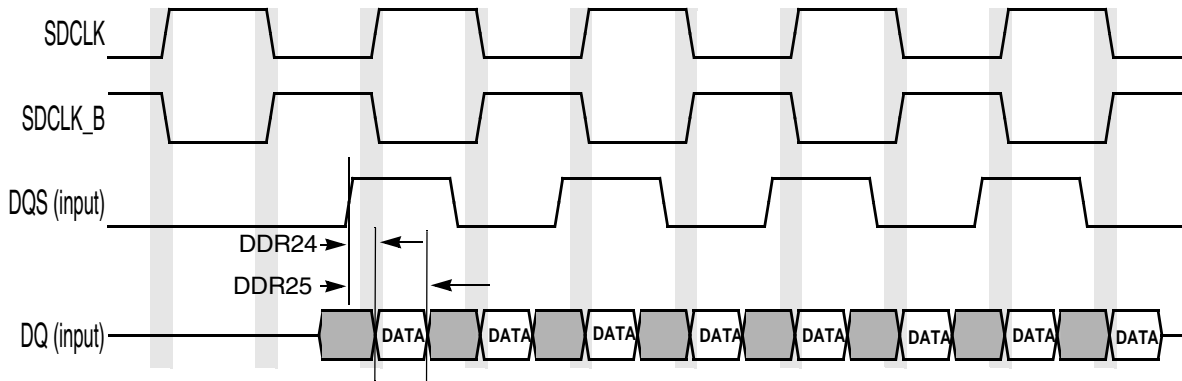 SDCLK
SDCLK_B
DQS (input)
DDR24
DDR25
DQ (input) DATA DATA DATA DATA DATA DATA DATA DATA